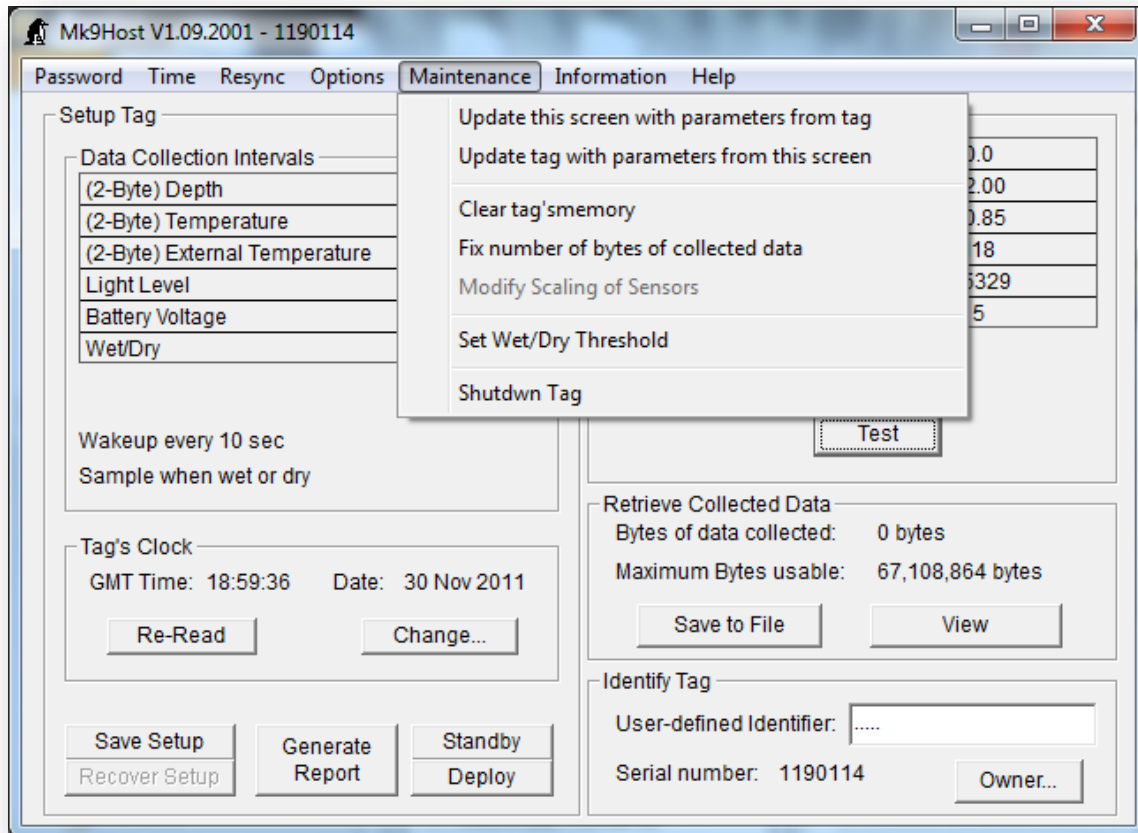 Mk9Host V1.09.2001 - 1190114
Password Time Resync Options Maintenance Information Help
Setup Tag
Data Collection Intervals
(2-Byte) Depth
(2-Byte) Temperature
(2-Byte) External Temperature
Light Level
Battery Voltage
Wet/Dry
Wakeup every 10 sec
Sample when wet or dry
Update this screen with parameters from tag
Update tag with parameters from this screen
Clear tag'smemory
Fix number of bytes of collected data
Modify Scaling of Sensors
Set Wet/Dry Threshold
Shutdwn Tag
.0
2.00
0.85
18
5329
5
Test
Tag's Clock
GMT Time: 18:59:36 Date: 30 Nov 2011
Re-Read Change...
Save Setup
Recover Setup
Generate
Report
Standby
Deploy
Retrieve Collected Data
Bytes of data collected: 0 bytes
Maximum Bytes usable: 67,108,864 bytes
Save to File View
Identify Tag
User-defined Identifier: .....
Serial number: 1190114 Owner...